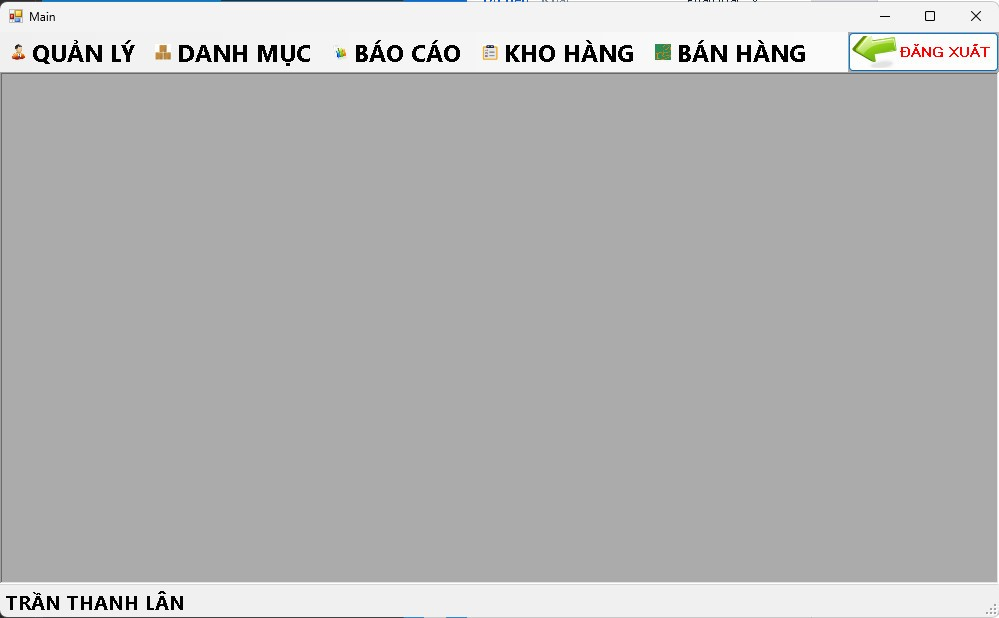 Main
QUẢN LÝ DANH MỤC BÁO CÁO KHO HÀNG BÁN HÀNG ĐĂNG XUẤT
TRẦN THANH LÂN